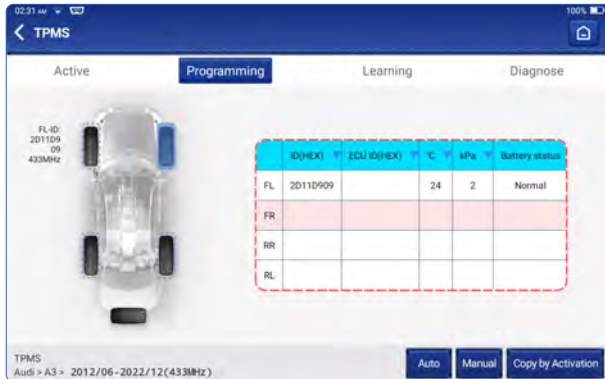 02:31 AM
100%
TPMS
Active Programming Learning Diagnose
FL-ID:
2D11D9
09
433MHz
ID(HEX) ECU ID(HEX) °C kPa Battery status
FL 2D11D909 24 2 Normal
FR
RR
RL
TPMS
Audi > A3 > 2012/06-2022/12(433MHz)
Auto Manual Copy by Activation